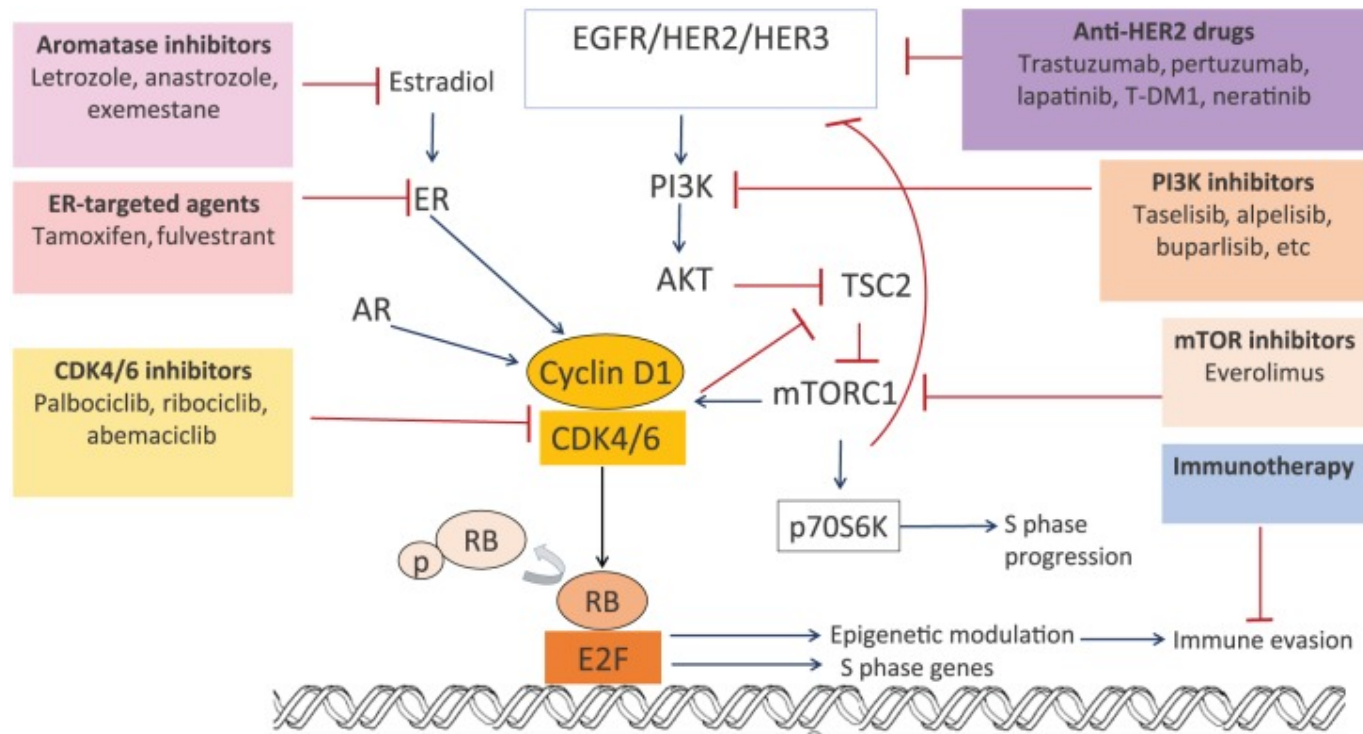 Aromatase inhibitors
Letrozole, anastrozole,
exemestane
Estradiol
EGFR/HER2/HER3
Anti-HER2 drugs
Trastuzumab, pertuzumab,
lapatinib, T-DM1, neratinib
ER-targeted agents
Tamoxifen, fulvestrant
ER
PI3K
PI3K inhibitors
Taselisib, alpelisib,
buparlisib, etc
AKT
TSC2
AR
CDK4/6 inhibitors
Palbociclib, ribociclib,
abemaciclib
Cyclin D1
CDK4/6
mTORC1
mTOR inhibitors
Everolimus
Immunotherapy
p70S6K
S phase
progression
RB
p
RB
E2F
Epigenetic modulation
Immune evasion
S phase genes